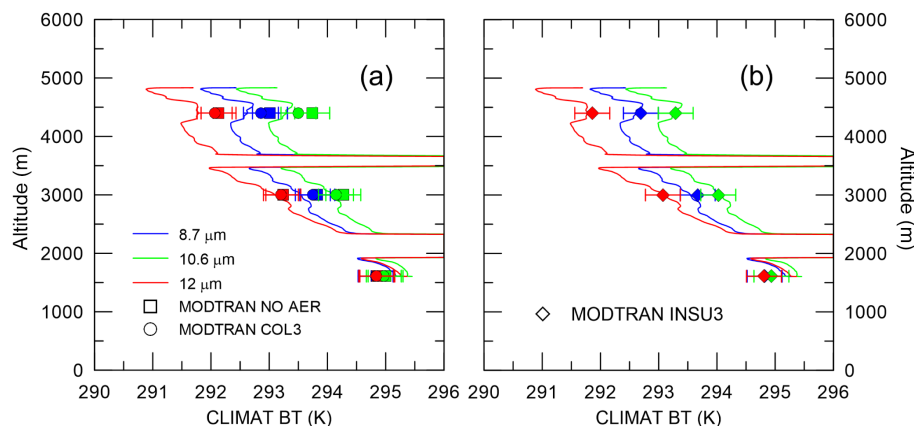 6000
5000
4000
3000
2000
1000
0
Altitude (m)
(a)
8.7 µm
10.6 µm
12 µm
MODTRAN NO AER
MODTRAN COL3
290 291 292 293 294 295 296
CLIMAT BT (K)
(b)
MODTRAN INSU3
290 291 292 293 294 295 296
CLIMAT BT (K)
6000
5000
4000
3000
2000
1000
0
Altitude (m)